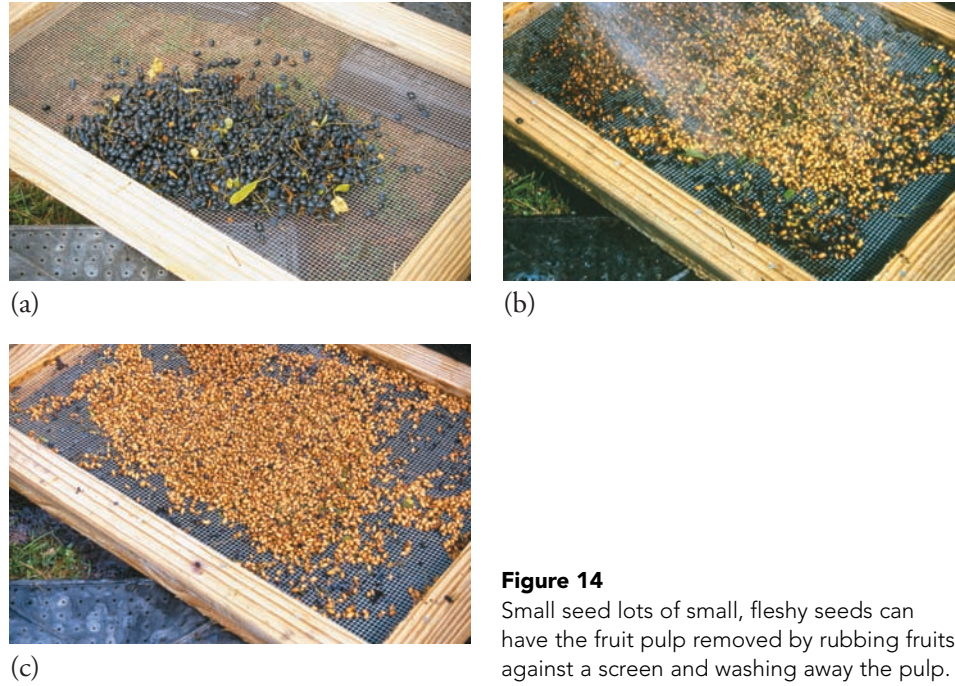 (a)
(b)
(c)
Figure 14
Small seed lots of small, fleshy seeds can
have the fruit pulp removed by rubbing fruits
against a screen and washing away the pulp.